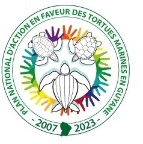 PLAN NATIONAL D'ACTION EN FAVEUR DES TORTUES MARINES EN GUYANE
- 2007 2023 -